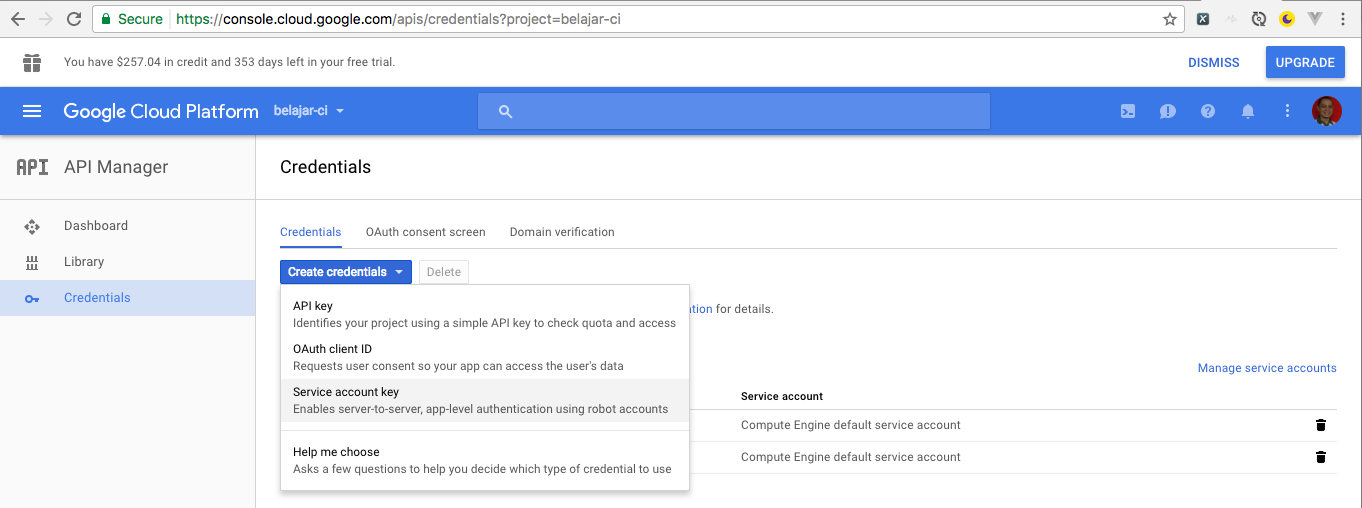 Secure https://console.cloud.google.com/apis/credentials?project=belajar-ci
You have $257.04 in credit and 353 days left in your free trial.
DISMISS
UPGRADE
Google Cloud Platform
belajar-ci
API
API Manager
Credentials
Dashboard
Library
Credentials
Credentials
OAuth consent screen
Domain verification
Create credentials
Delete
API key
Identifies your project using a simple API key to check quota and access
OAuth client ID
Requests user consent so your app can access the user's data
Service account key
Enables server-to-server, app-level authentication using robot accounts
Help me choose
Asks a few questions to help you decide which type of credential to use
for details.
Manage service accounts
Service account
Compute Engine default service account
Compute Engine default service account